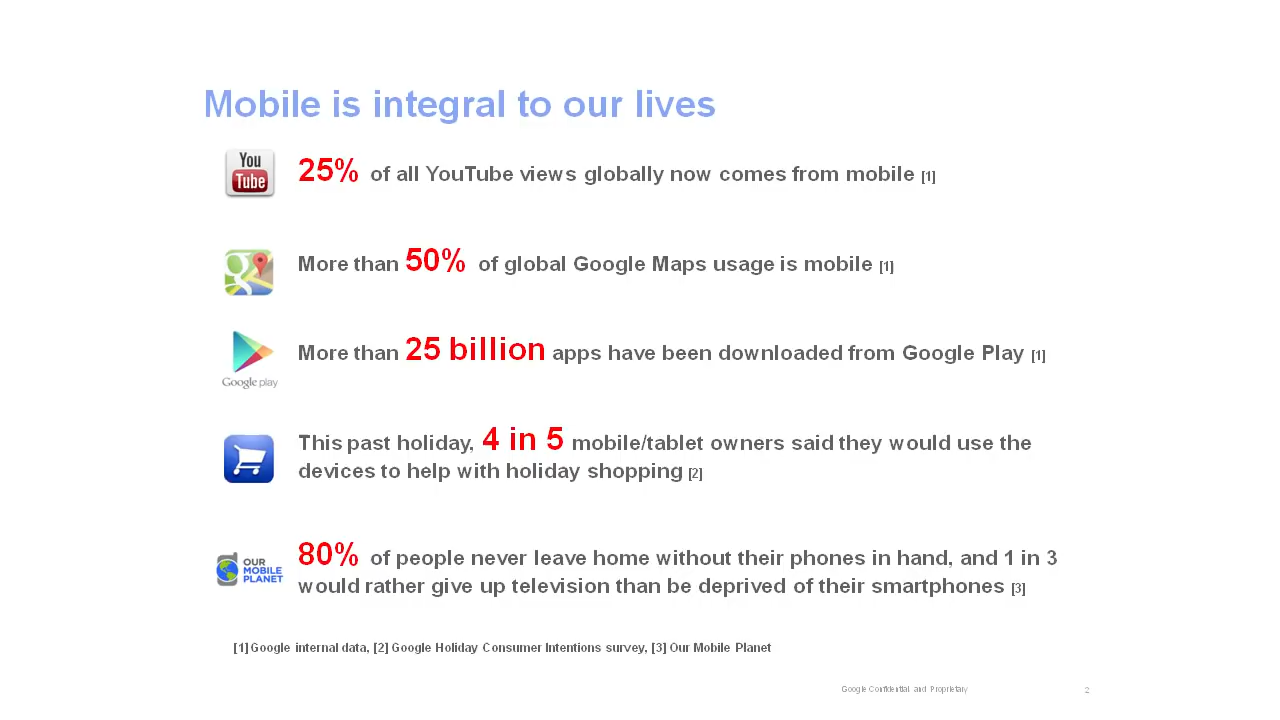 Mobile is integral to our lives
You
Tube
25% of all YouTube views globally now comes from mobile [1]
g
More than 50% of global Google Maps usage is mobile [1]
More than 25 billion apps have been downloaded from Google Play [1]
Google play
This past holiday, 4 in 5 mobile/tablet owners said they would use the
devices to help with holiday shopping [2]
80% of people never leave home without their phones in hand, and 1 in 3
would rather give up television than be deprived of their smartphones [3]
OUR
MOBILE
PLANET
[1] Google internal data, [2] Google Holiday Consumer Intentions survey, [3] Our Mobile Planet
Google Confidential and Proprietary
2